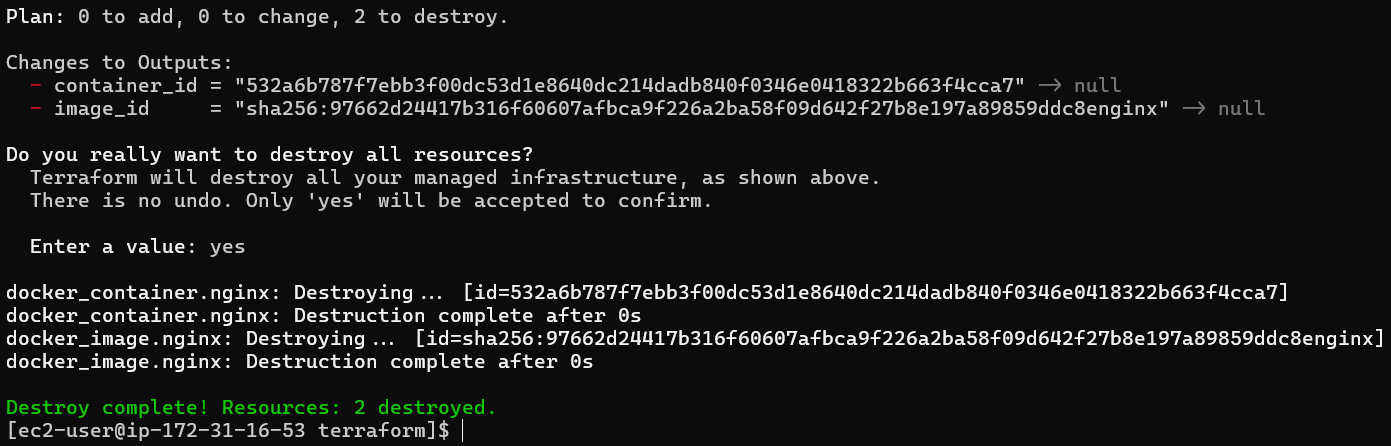 Plan: 0 to add, 0 to change, 2 to destroy.
Changes to Outputs:
- container_id = "532a6b787f7ebb3f00dc53d1e8640dc214dadb840f0346e0418322b663f4cca7" -> null
- image_id     = "sha256:97662d24417b316f60607afbca9f226a2ba58f09d642f27b8e197a89859ddc8enginx" -> null
Do you really want to destroy all resources?
Terraform will destroy all your managed infrastructure, as shown above.
There is no undo. Only 'yes' will be accepted to confirm.
Enter a value: yes
docker_container.nginx: Destroying... [id=532a6b787f7ebb3f00dc53d1e8640dc214dadb840f0346e0418322b663f4cca7]
docker_container.nginx: Destruction complete after 0s
docker_image.nginx: Destroying... [id=sha256:97662d24417b316f60607afbca9f226a2ba58f09d642f27b8e197a89859ddc8enginx]
docker_image.nginx: Destruction complete after 0s
Destroy complete! Resources: 2 destroyed.
[ec2-user@ip-172-31-16-53 terraform]$